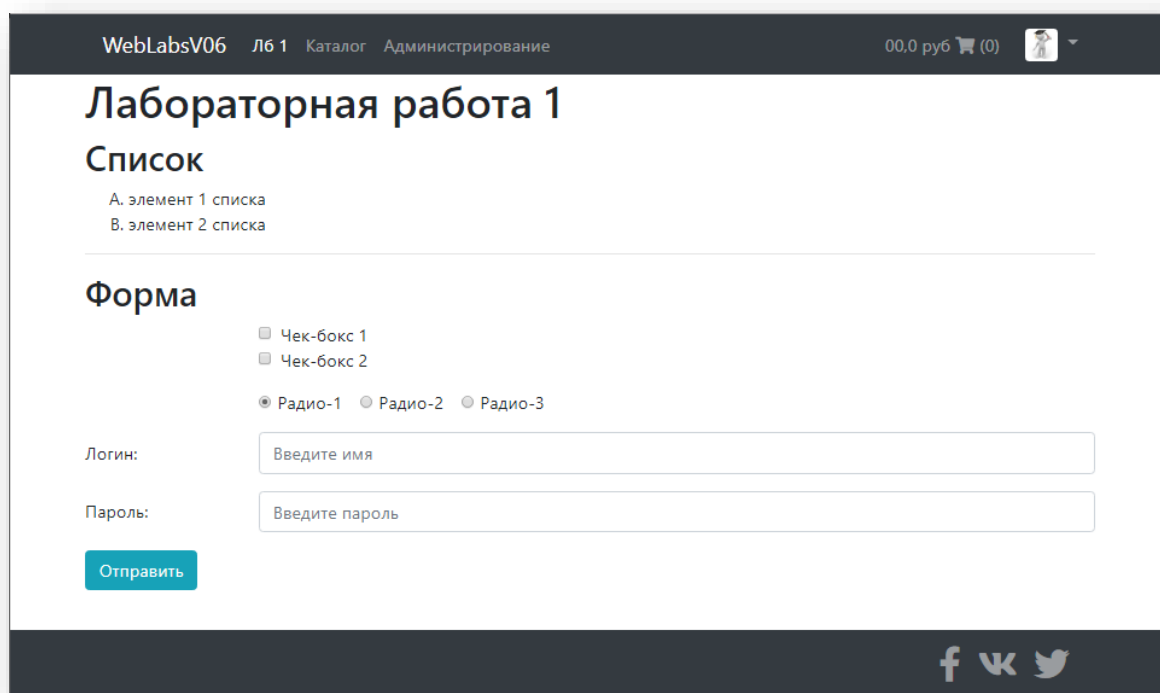 WebLabsV06 Лб 1 Каталог Администрирование 00,0 руб (0)
Лабораторная работа 1
Список
A. элемент 1 списка
B. элемент 2 списка
Форма
Чек-бокс 1
Чек-бокс 2
Радио-1 Радио-2 Радио-3
Логин: Введите имя
Пароль: Введите пароль
Отправить